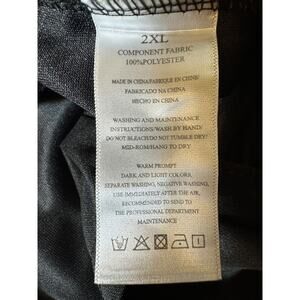 2XL
COMPONENT FABRIC
100%POLYESTER
MADE IN CHINA/FABRIQUE EN CHINE/
FABRICADO NA CHINA
HECHO EN CHINA
WASHING AND MAINTENANCE
INSTRUCTIONS/WASH BY HAND/
DO NOT BLEACH/DO NOT TUMBLE DRY/
MID-ROM/HANG TO DRY
WARM PROMPT
DARK AND LIGHT COLORS,
SEPARATE WASHING, NEGATIVE WASHING,
USE IMMEDIATELY AFTER THE AIR,
RECOMMENDED TO SEND TO
THE PROFESSIONAL DEPARTMENT
MAINTENANCE